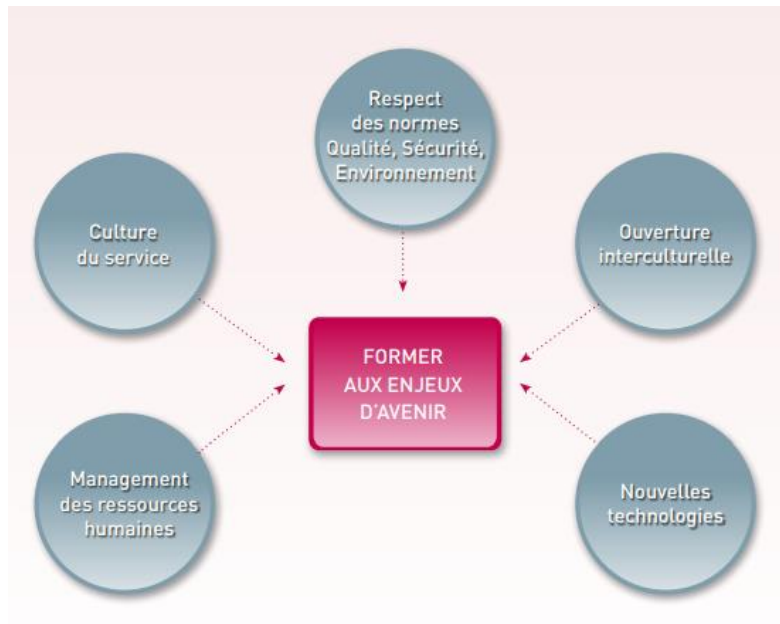 Respect
des normes
Qualité, Sécurité,
Environnement
Culture
du service
Ouverture
interculturelle
FORMER
AUX ENJEUX
D'AVENIR
Management
des ressources
humaines
Nouvelles
technologies